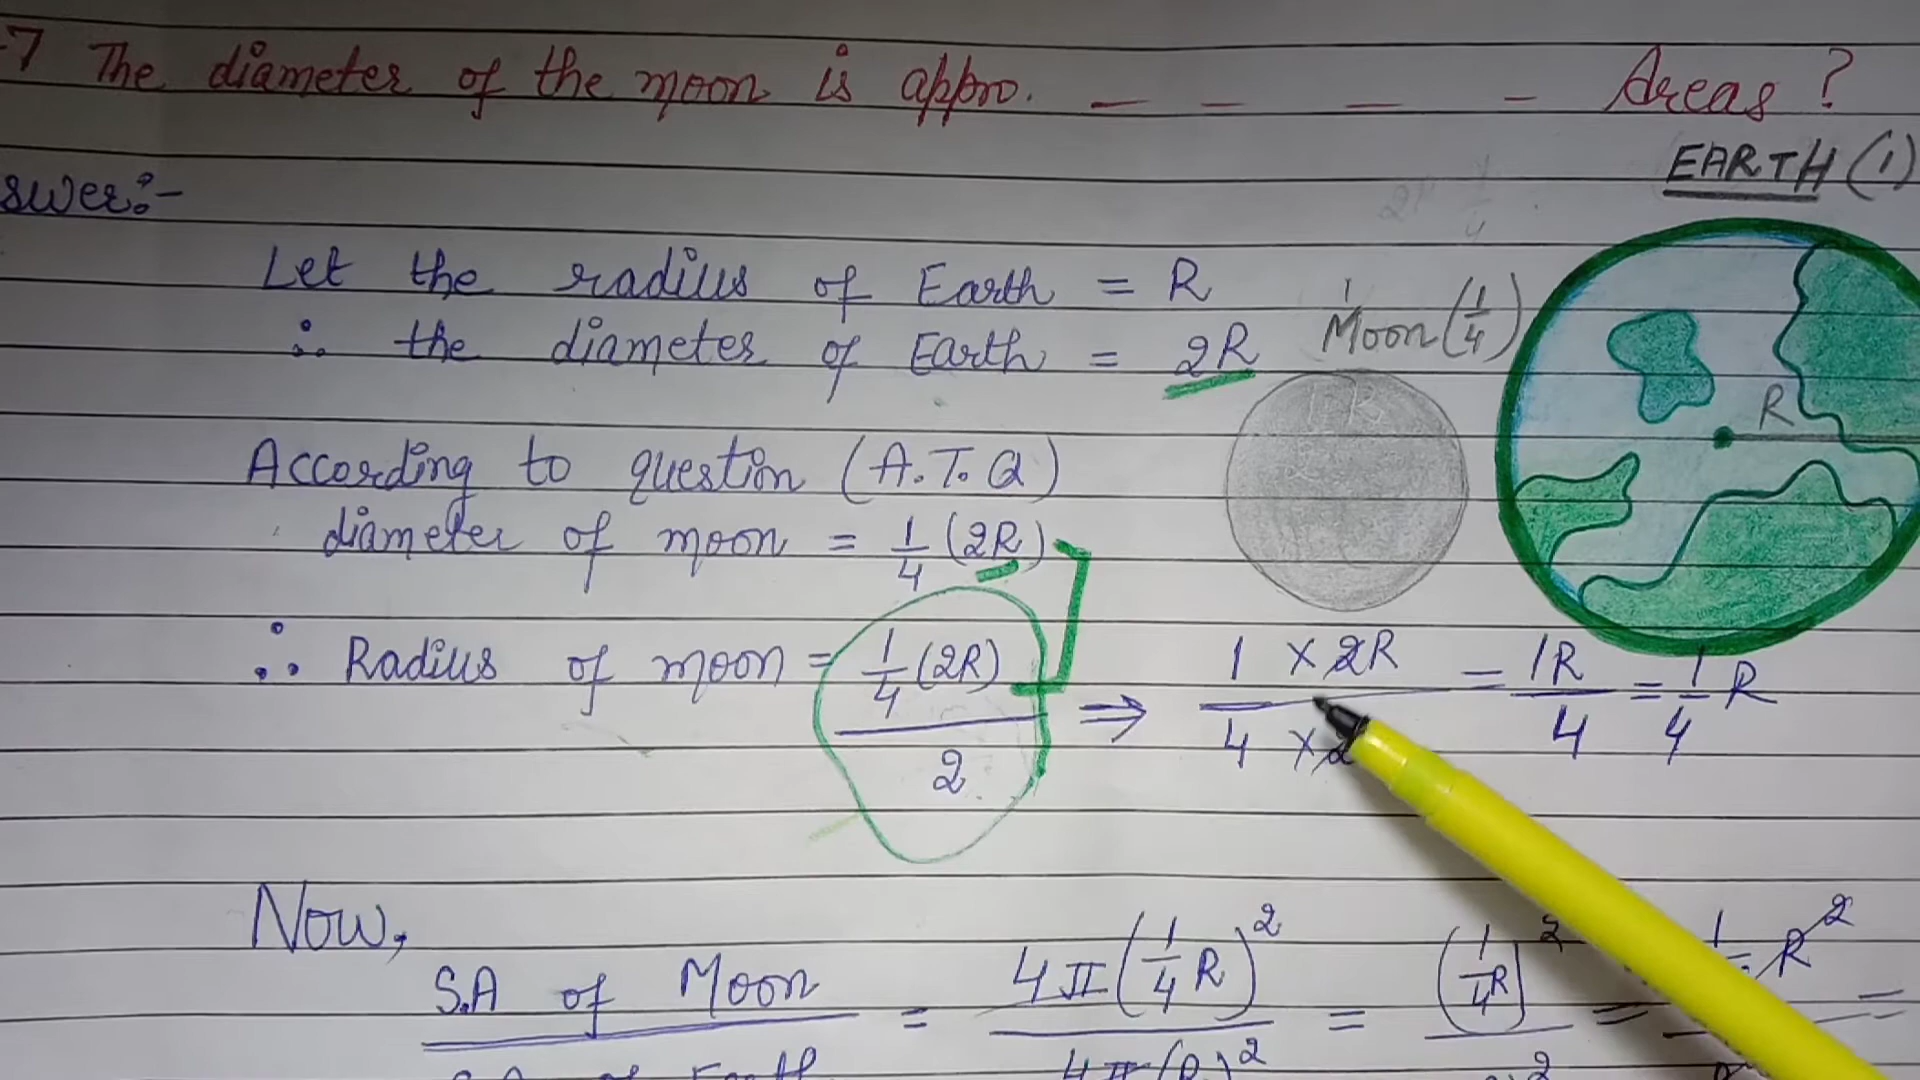 7 The diameter of the moon is appro. _ _ _ _ Areas ?
EARTH (1)
swer:-
Let the radius of Earth = R
∴ the diameter of Earth = 2R
Moon (1/4)
R
According to question (A.T.Q)
diameter of moon = 1/4 (2R)
∴ Radius of moon = 1/4 (2R) / 2 ⇒ 1 × 2R / 4 × 2 = 1R / 4 = 1/4 R
Now,
S.A of Moon / = 4π(1/4 R)² / 4π(R)² = (1/4 R)² / = R² =